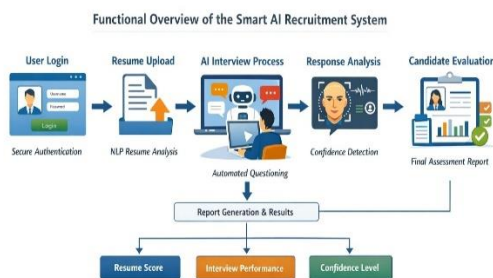 Functional Overview of the Smart AI Recruitment System
User Login
Resume Upload
AI Interview Process
Response Analysis
Candidate Evaluation
Username
Password
Login
Secure Authentication
NLP Resume Analysis
Automated Questioning
Confidence Detection
Final Assessment Report
Report Generation & Results
Resume Score
Interview Performance
Confidence Level